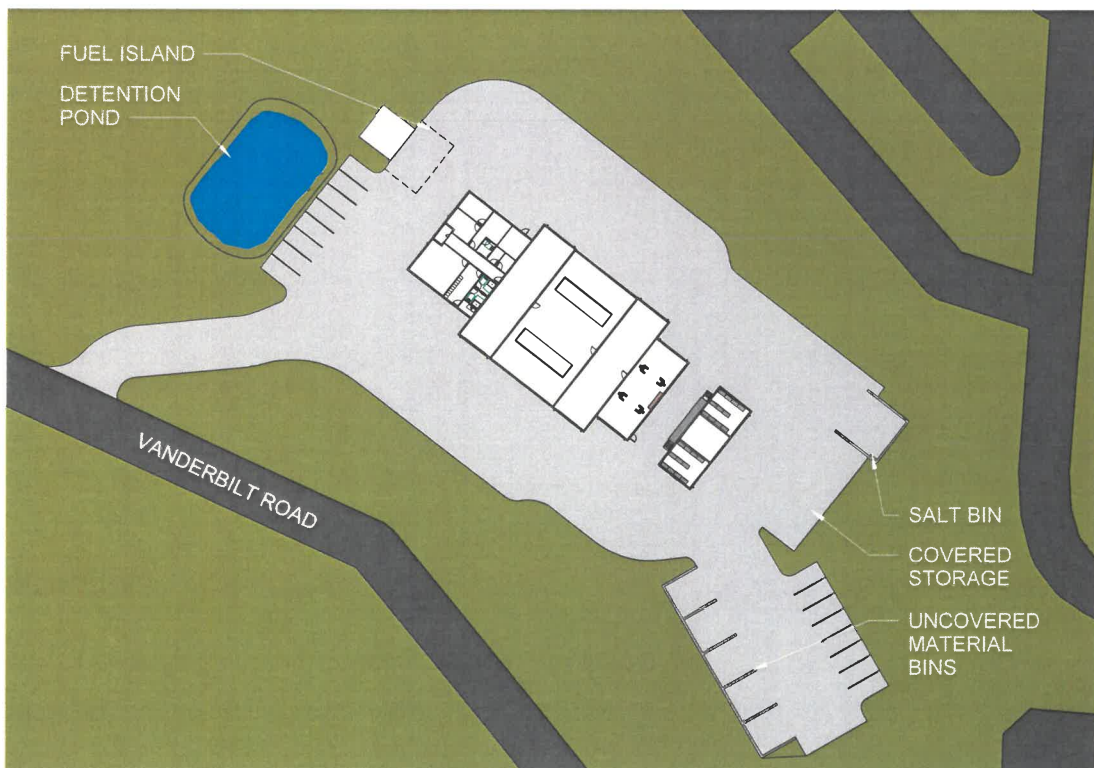 FUEL ISLAND
DETENTION
POND
VANDERBILT ROAD
SALT BIN
COVERED
STORAGE
UNCOVERED
MATERIAL
BINS